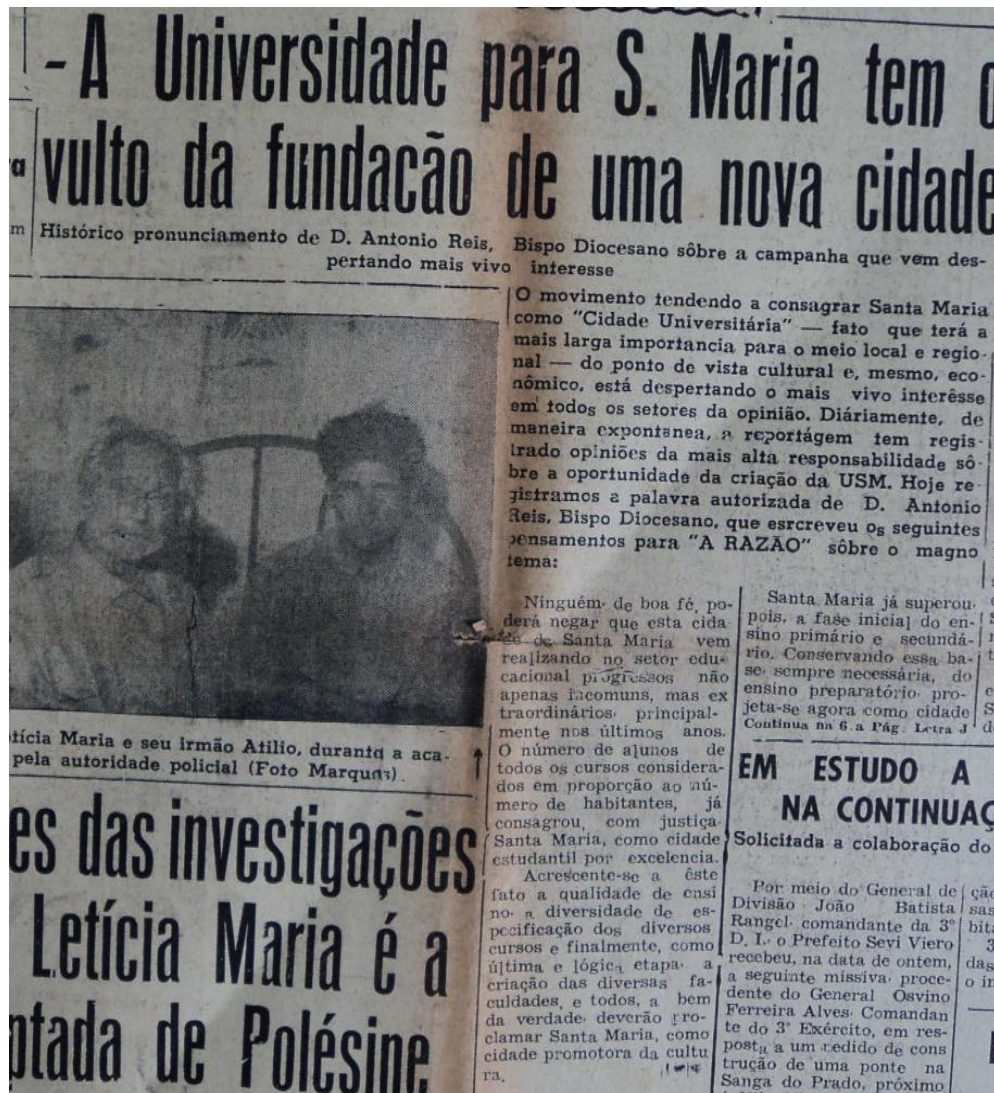 - A Universidade para S. Maria tem o
vulto da fundacão de uma nova cidade
Histórico pronunciamento de D. Antonio Reis, Bispo Diocesano sôbre a campanha que vem des-
pertando mais vivo interesse
O movimento tendendo a consagrar Santa Maria
como "Cidade Universitária" — fato que terá a
mais larga importancia para o meio local e regio-
nal — do ponto de vista cultural e, mesmo, eco-
nômico, está despertando o mais vivo interêsse
em todos os setores da opinião. Diáriamente, de
maneira expontanea, a reportágem tem regis-
trado opiniões da mais alta responsabilidade sô-
bre a oportunidade da criação da USM. Hoje re-
gistramos a palavra autorizada de D. Antonio
Reis, Bispo Diocesano, que esrcreveu os seguintes
pensamentos para "A RAZÃO" sôbre o magno
tema:
Ninguém de boa fé, po-
derá negar que esta cida
de de Santa Maria vem
realizando no setor edu-
cacional progressos não
apenas incomuns, mas ex
traordinários, principal-
mente nos últimos anos.
O número de alunos de
todos os cursos considera-
dos em proporção ao nú-
mero de habitantes, já
consagrou, com justiça
Santa Maria, como cidade
estudantil por excelencia.
Acrescente-se a êste
fato a qualidade de ensi
no, a diversidade de es-
pecificação dos diversos
cursos e finalmente, como
última e lógica etapa, a
criação das diversas fa-
culdades, e todos, a bem
da verdade, deverão pro-
clamar Santa Maria, como
cidade promotora da cultu
ra.
Santa Maria já superou,
pois, a fase inicial do en-
sino primário e secundá-
rio. Conservando essa ba-
se, sempre necessária, do
ensino preparatório, pro-
jeta-se agora como cidade
Continua na 6.a Pág. Letra J
tícia Maria e seu irmão Atilio, durante a aca-
pela autoridade policial (Foto Marques).
es das investigações
Letícia Maria é a
ptada de Polésine
EM ESTUDO A
NA CONTINUAÇ
Solicitada a colaboração do
Por meio do General de
Divisão João Batista
Rangel, comandante da 3º
D. I., o Prefeito Sevi Viero
recebeu, na data de ontem,
a seguinte missiva, proce-
dente do General Osvino
Ferreira Alves, Comandan
te do 3º Exército, em res-
posta a um pedido de cons
trução de uma ponte na
Sanga do Prado, próximo